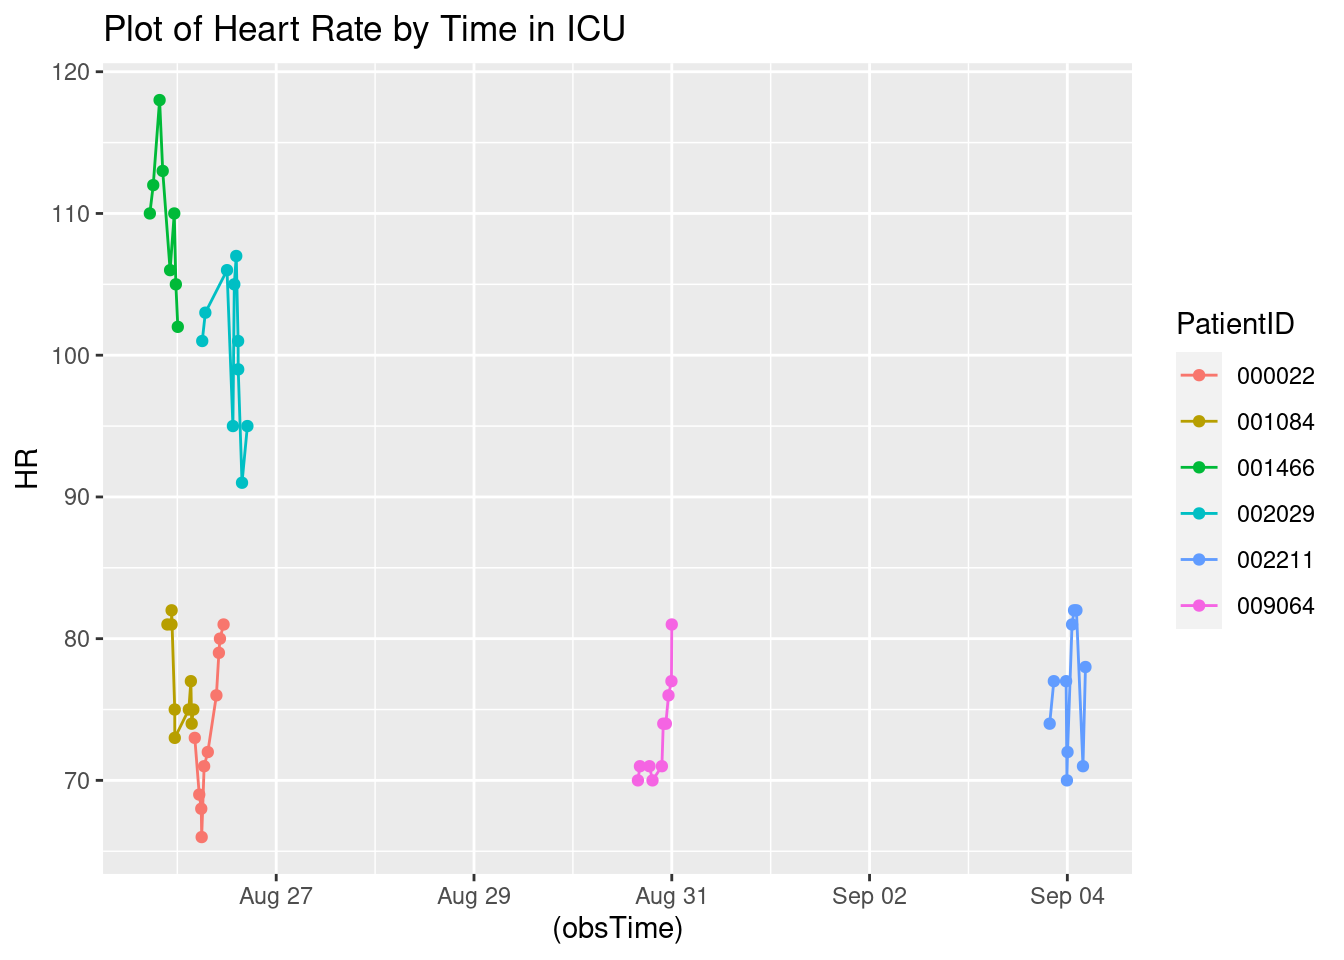 Plot of Heart Rate by Time in ICU
120
110
100
90
80
70
HR
Aug 27
Aug 29
Aug 31
Sep 02
Sep 04
(obsTime)
PatientID
000022
001084
001466
002029
002211
009064